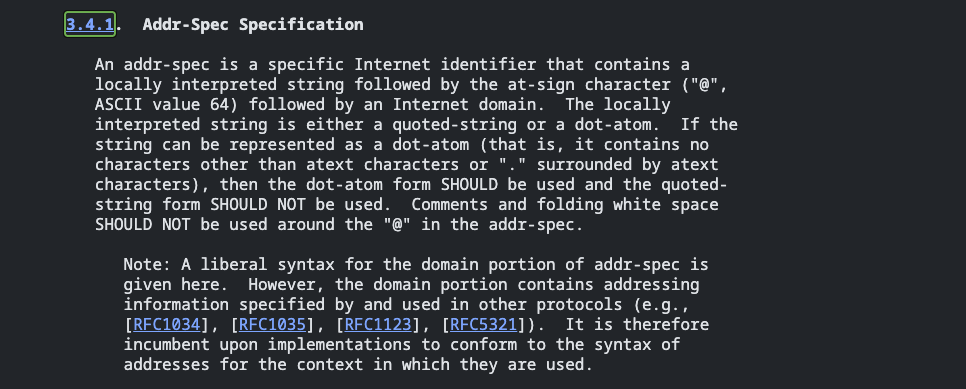 3.4.1.  Addr-Spec Specification
An addr-spec is a specific Internet identifier that contains a
locally interpreted string followed by the at-sign character ("@",
ASCII value 64) followed by an Internet domain.  The locally
interpreted string is either a quoted-string or a dot-atom.  If the
string can be represented as a dot-atom (that is, it contains no
characters other than atext characters or "." surrounded by atext
characters), then the dot-atom form SHOULD be used and the quoted-
string form SHOULD NOT be used.  Comments and folding white space
SHOULD NOT be used around the "@" in the addr-spec.
Note: A liberal syntax for the domain portion of addr-spec is
given here.  However, the domain portion contains addressing
information specified by and used in other protocols (e.g.,
[RFC1034], [RFC1035], [RFC1123], [RFC5321]).  It is therefore
incumbent upon implementations to conform to the syntax of
addresses for the context in which they are used.